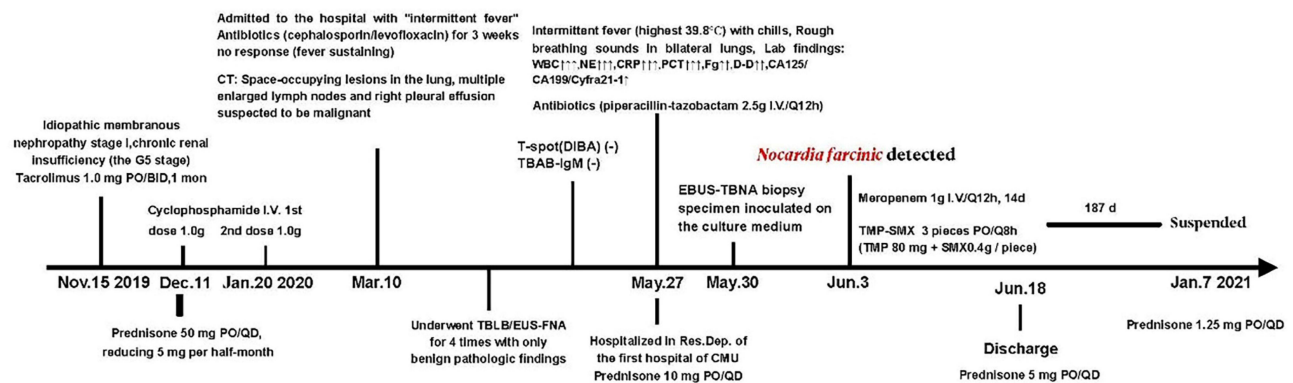 Idiopathic membranous
nephropathy stage I,chronic renal
insufficiency (the G5 stage)
Tacrolimus 1.0 mg PO/BID,1 mon
Cyclophosphamide I.V. 1st
dose 1.0g 2nd dose 1.0g
Admitted to the hospital with "intermittent fever"
Antibiotics (cephalosporin/levofloxacin) for 3 weeks
no response (fever sustaining)
CT: Space-occupying lesions in the lung, multiple
enlarged lymph nodes and right pleural effusion
suspected to be malignant
T-spot(DIBA) (-)
TBAB-IgM (-)
Intermittent fever (highest 39.8℃) with chills, Rough
breathing sounds in bilateral lungs, Lab findings:
WBC↑↑↑,NE↑↑↑,CRP↑↑↑,PCT↑↑↑,Fg↑↑,D-D↑↑,CA125/
CA199/Cyfra21-1↑
Antibiotics (piperacillin-tazobactam 2.5g I.V./Q12h)
EBUS-TBNA biopsy
specimen inoculated on
the culture medium
Nocardia farcinic detected
Meropenem 1g I.V/Q12h, 14d
TMP-SMX 3 pieces PO/Q8h
(TMP 80 mg + SMX0.4g / piece)
187 d
Suspended
Nov.15 2019 Dec.11 Jan.20 2020 Mar.10 May.27 May.30 Jun.3 Jun.18 Jan.7 2021
Prednisone 50 mg PO/QD,
reducing 5 mg per half-month
Underwent TBLB/EUS-FNA
for 4 times with only
benign pathologic findings
Hospitalized in Res.Dep. of
the first hospital of CMU
Prednisone 10 mg PO/QD
Discharge
Prednisone 5 mg PO/QD
Prednisone 1.25 mg PO/QD